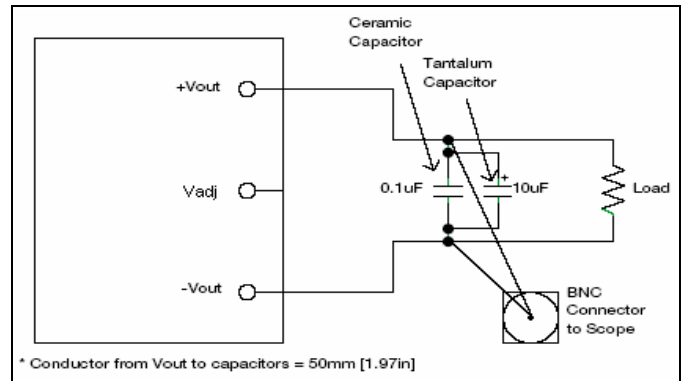 Ceramic
Capacitor
Tantalum
Capacitor
+Vout
Vadj
0.1uF
+
10uF
Load
-Vout
BNC
Connector
to Scope
* Conductor from Vout to capacitors = 50mm [1.97in]